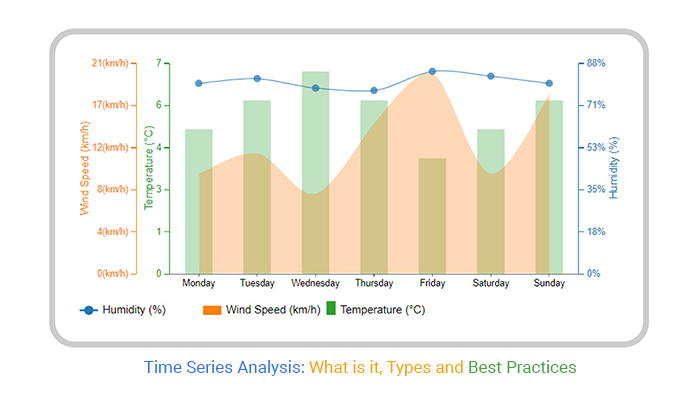 21(km/h)
17(km/h)
12(km/h)
8(km/h)
4(km/h)
0(km/h)
Wind Speed (km/h)
7
6
4
3
1
0
Temperature (°C)
88%
71%
53%
35%
18%
0%
Humidity (%)
Monday Tuesday Wednesday Thursday Friday Saturday Sunday
Humidity (%) Wind Speed (km/h) Temperature (°C)
Time Series Analysis: What is it, Types and Best Practices